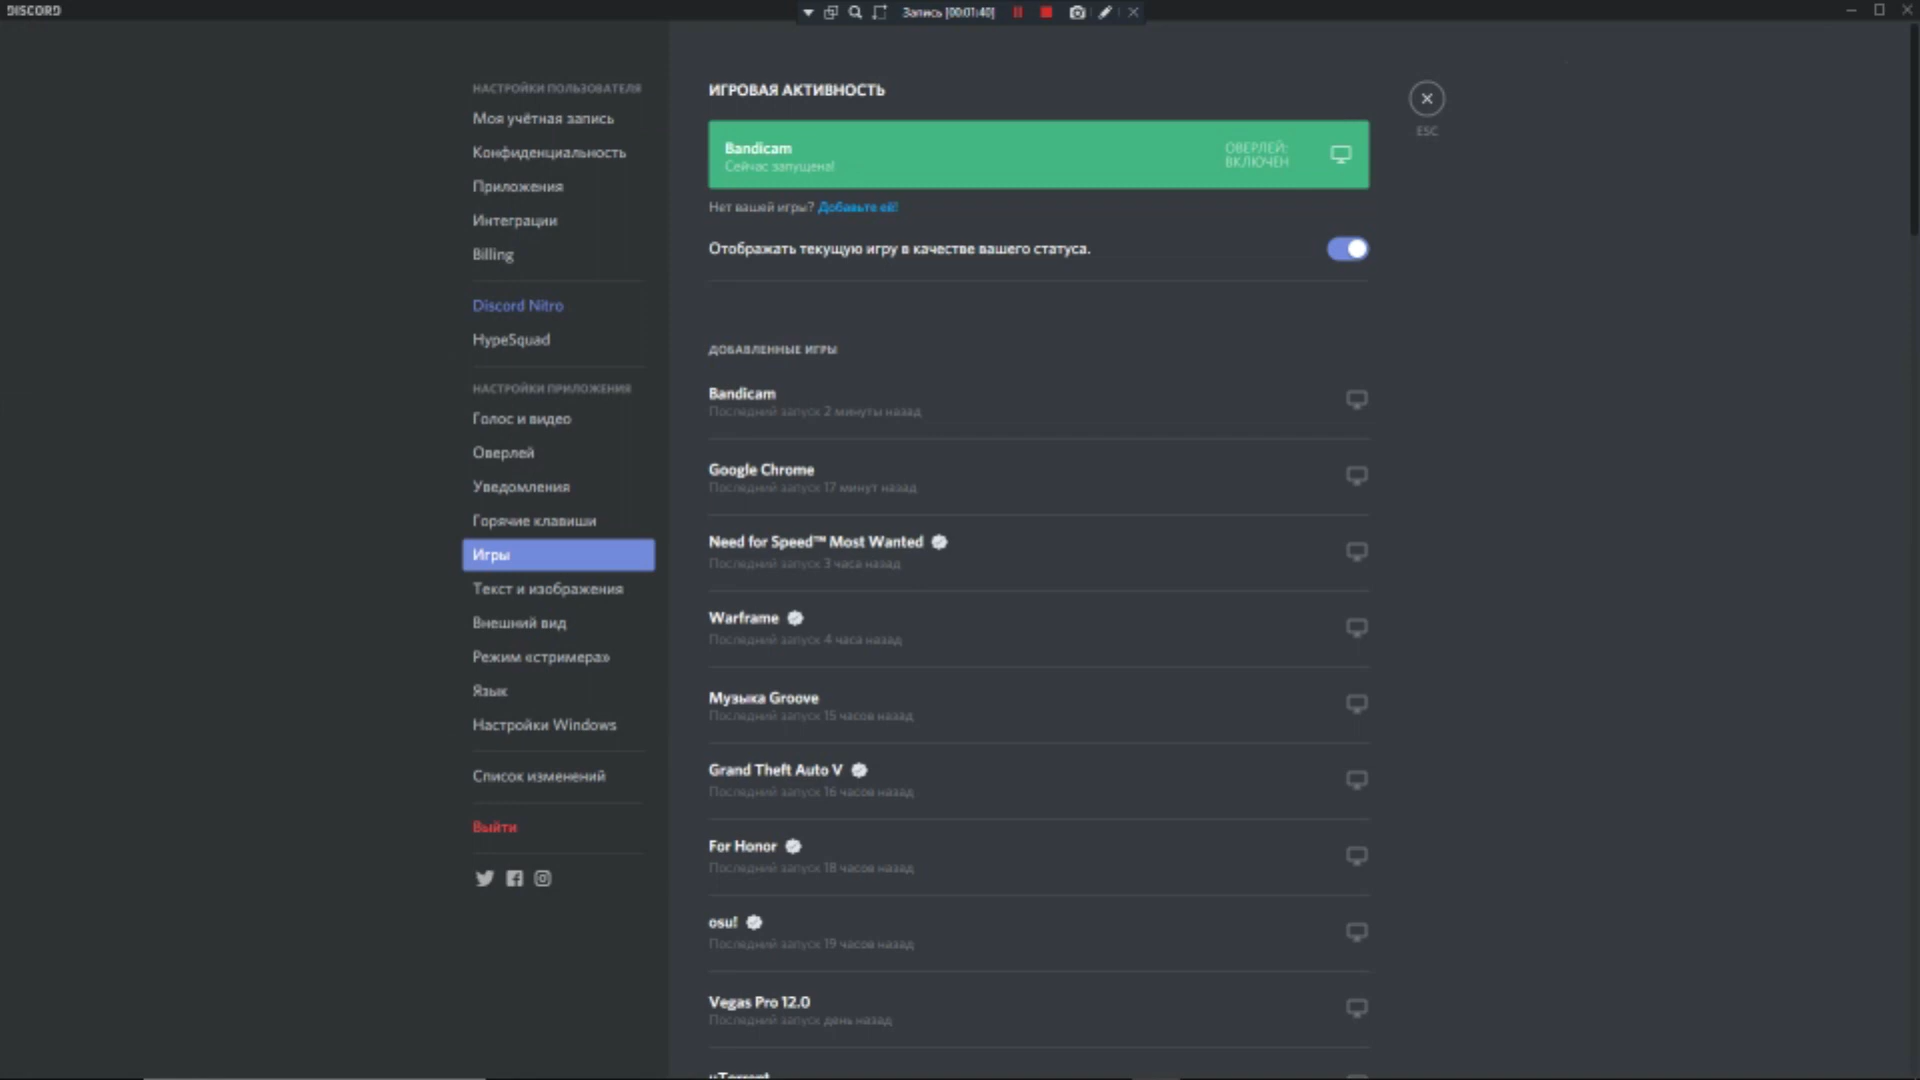 DISCORD
Запись [00:01:40]
НАСТРОЙКИ ПОЛЬЗОВАТЕЛЯ
Моя учётная запись
Конфиденциальность
Приложения
Интеграции
Billing
Discord Nitro
HypeSquad
НАСТРОЙКИ ПРИЛОЖЕНИЯ
Голос и видео
Оверлей
Уведомления
Горячие клавиши
Игры
Текст и изображения
Внешний вид
Режим «стримера»
Язык
Настройки Windows
Список изменений
Выйти
ИГРОВАЯ АКТИВНОСТЬ
Bandicam
Сейчас запущена!
ОВЕРЛЕЙ:
ВКЛЮЧЕН
Нет вашей игры? Добавьте её!
Отображать текущую игру в качестве вашего статуса.
ДОБАВЛЕННЫЕ ИГРЫ
Bandicam
Последний запуск 2 минуты назад
Google Chrome
Последний запуск 17 минут назад
Need for Speed™ Most Wanted
Последний запуск 3 часа назад
Warframe
Последний запуск 4 часа назад
Музыка Groove
Последний запуск 15 часов назад
Grand Theft Auto V
Последний запуск 16 часов назад
For Honor
Последний запуск 18 часов назад
osu!
Последний запуск 19 часов назад
Vegas Pro 12.0
Последний запуск день назад
ESC